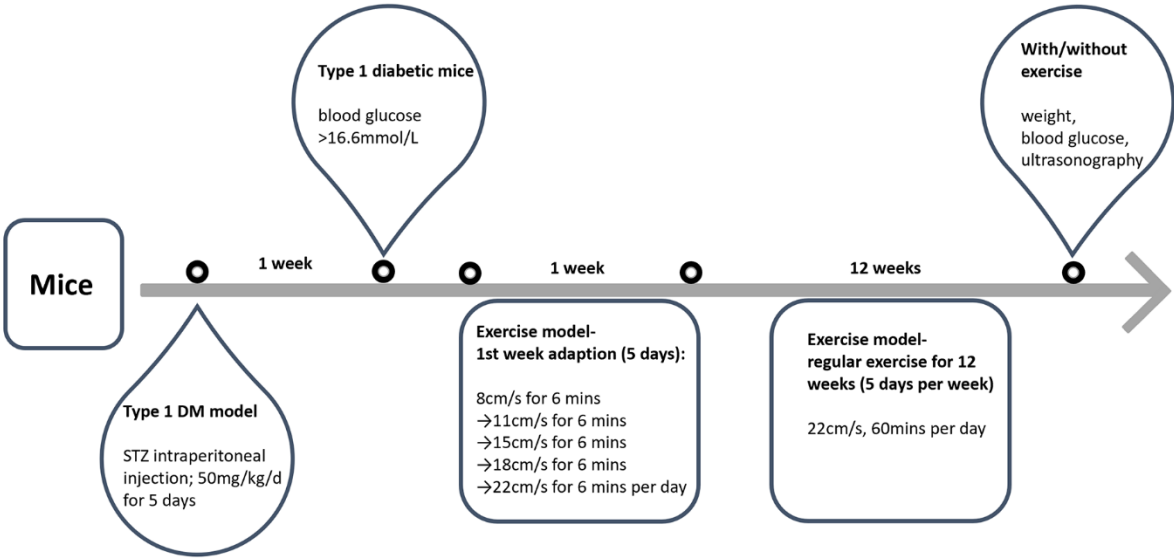 Mice
Type 1 DM model
STZ intraperitoneal
injection; 50mg/kg/d
for 5 days
1 week
Type 1 diabetic mice
blood glucose
>16.6mmol/L
1 week
Exercise model-
1st week adaption (5 days):
8cm/s for 6 mins
→11cm/s for 6 mins
→15cm/s for 6 mins
→18cm/s for 6 mins
→22cm/s for 6 mins per day
12 weeks
Exercise model-
regular exercise for 12
weeks (5 days per week)
22cm/s, 60mins per day
With/without
exercise
weight,
blood glucose,
ultrasonography